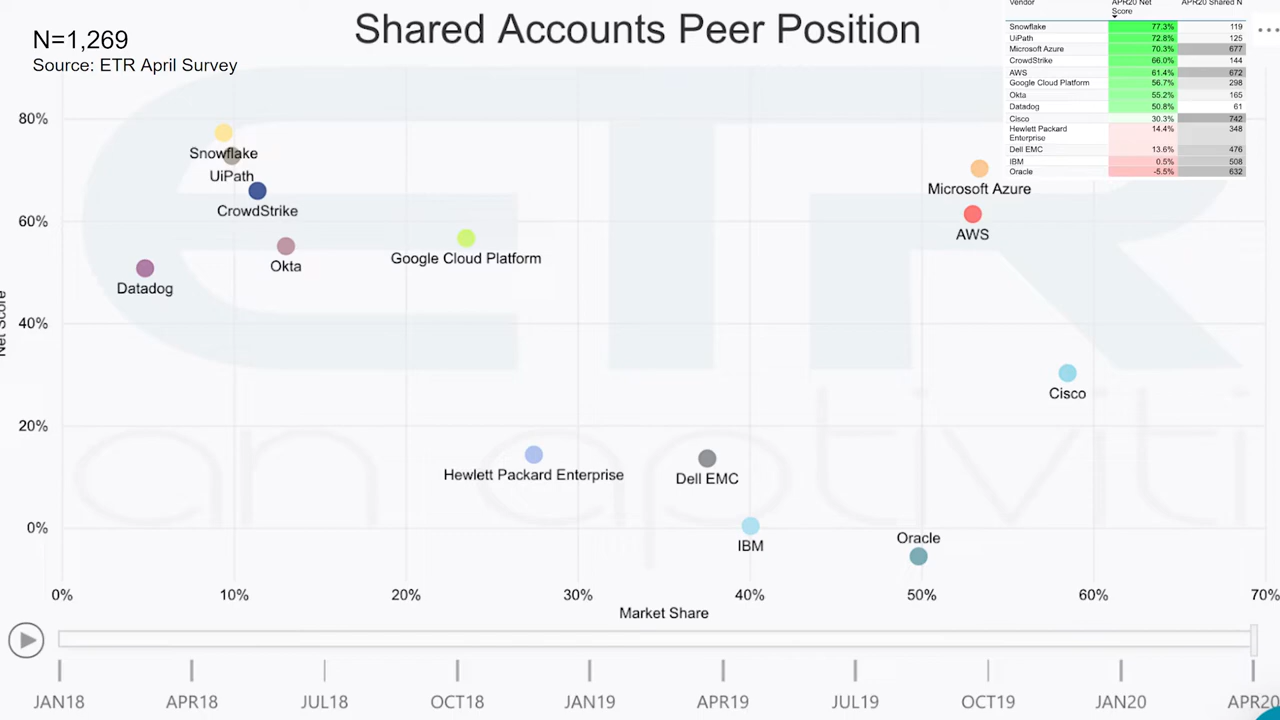 Shared Accounts Peer Position
N=1,269
Source: ETR April Survey
Vendor APR20 Net Score APR20 Shared N
Snowflake 77.3% 119
UiPath 72.8% 125
Microsoft Azure 70.3% 677
CrowdStrike 66.0% 144
AWS 61.4% 672
Google Cloud Platform 56.7% 298
Okta 55.2% 165
Datadog 50.8% 61
Cisco 30.3% 742
Hewlett Packard Enterprise 14.4% 348
Dell EMC 13.6% 476
IBM 0.5% 508
Oracle -5.5% 632
ETR
an aptiviti
Net Score
80%
60%
40%
20%
0%
Snowflake
UiPath
CrowdStrike
Okta
Datadog
Google Cloud Platform
Microsoft Azure
AWS
Cisco
Hewlett Packard Enterprise
Dell EMC
IBM
Oracle
0% 10% 20% 30% 40% 50% 60% 70%
Market Share
JAN18 APR18 JUL18 OCT18 JAN19 APR19 JUL19 OCT19 JAN20 APR20